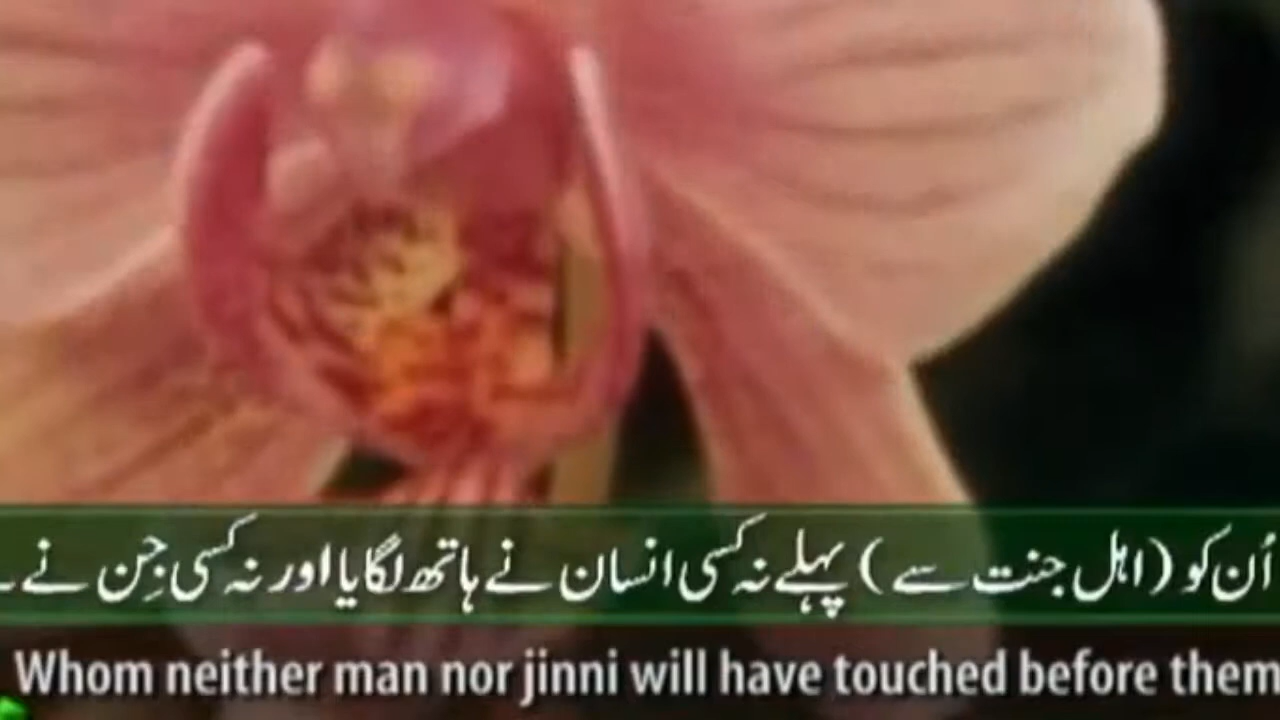 اُن کو (اہل جنت سے) پہلے نہ کسی انسان نے ہاتھ لگایا اور نہ کسی جِن نے۔
Whom neither man nor jinni will have touched before them